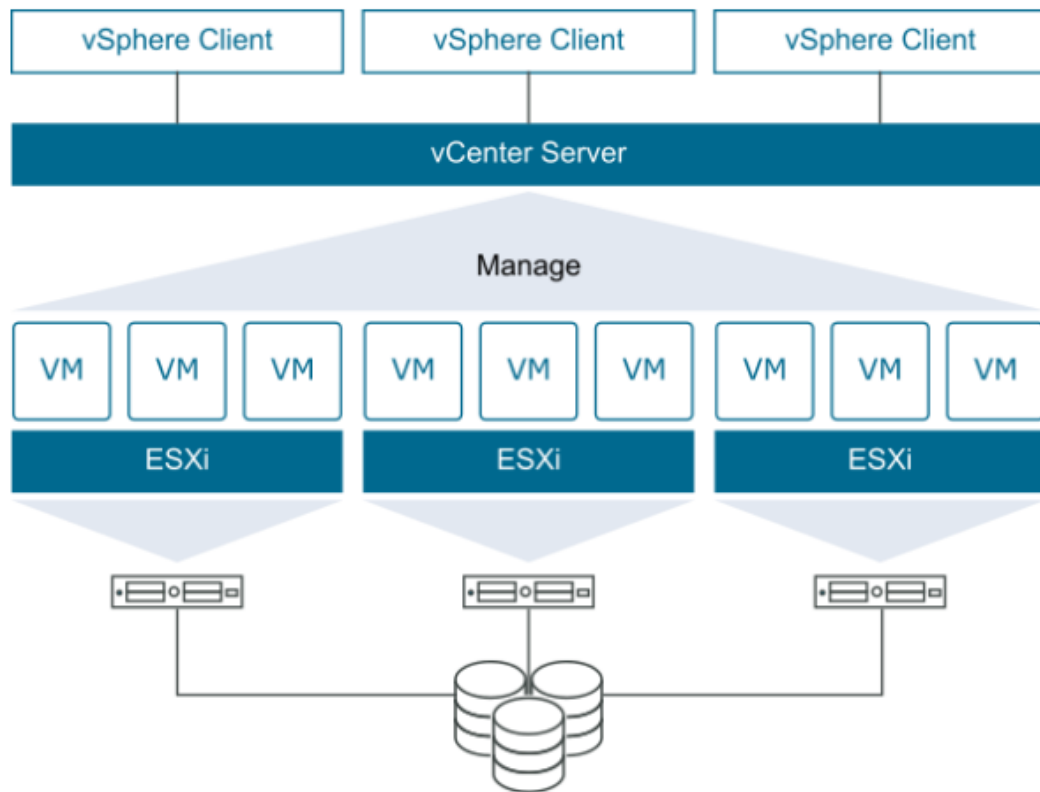 vSphere Client
vSphere Client
vSphere Client
vCenter Server
Manage
VM
VM
VM
VM
VM
VM
VM
VM
VM
ESXi
ESXi
ESXi